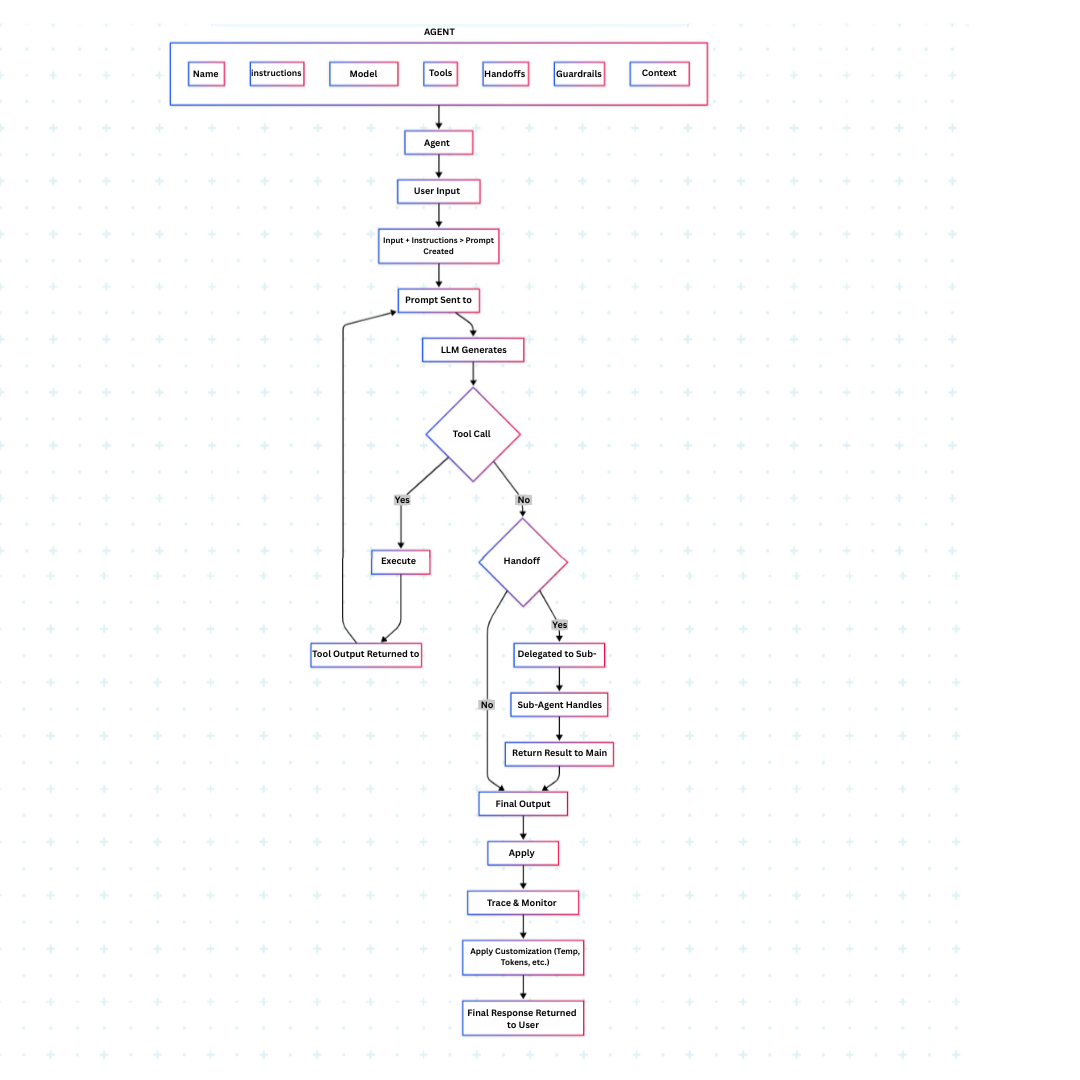 AGENT
Name
instructions
Model
Tools
Handoffs
Guardrails
Context
Agent
User Input
Input + Instructions > Prompt
Created
Prompt Sent to
LLM Generates
Tool Call
Yes
No
Execute
Handoff
Yes
Tool Output Returned to
Delegated to Sub-
No
Sub-Agent Handles
Return Result to Main
Final Output
Apply
Trace & Monitor
Apply Customization (Temp,
Tokens, etc.)
Final Response Returned
to User